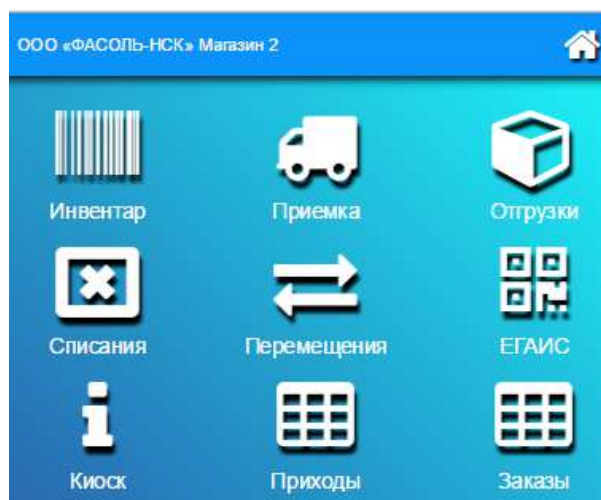 ООО «ФАСОЛЬ-НСК» Магазин 2
Инвентар Приемка Отгрузки
Списания Перемещения ЕГАИС
Киоск Приходы Заказы